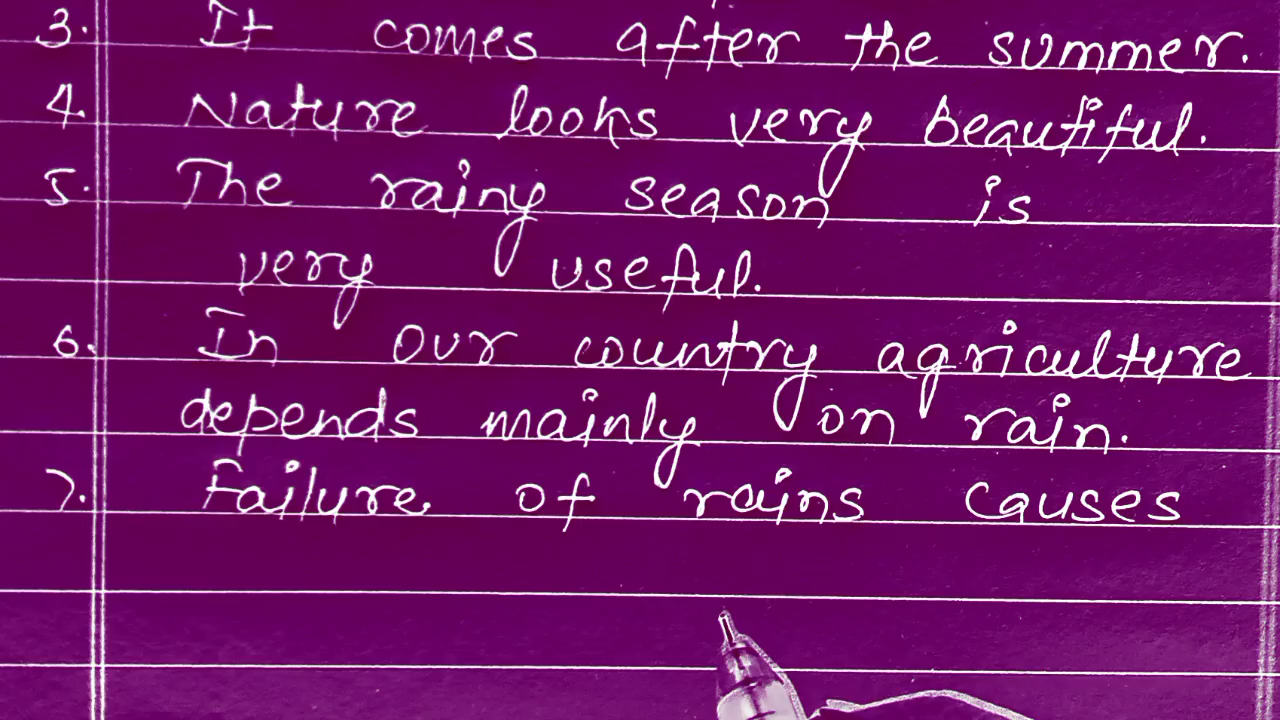 3. It comes after the summer.
4. Nature looks very beautiful.
5. The rainy season is
very useful.
6. In our country agriculture
depends mainly on rain.
7. Failure of rains causes